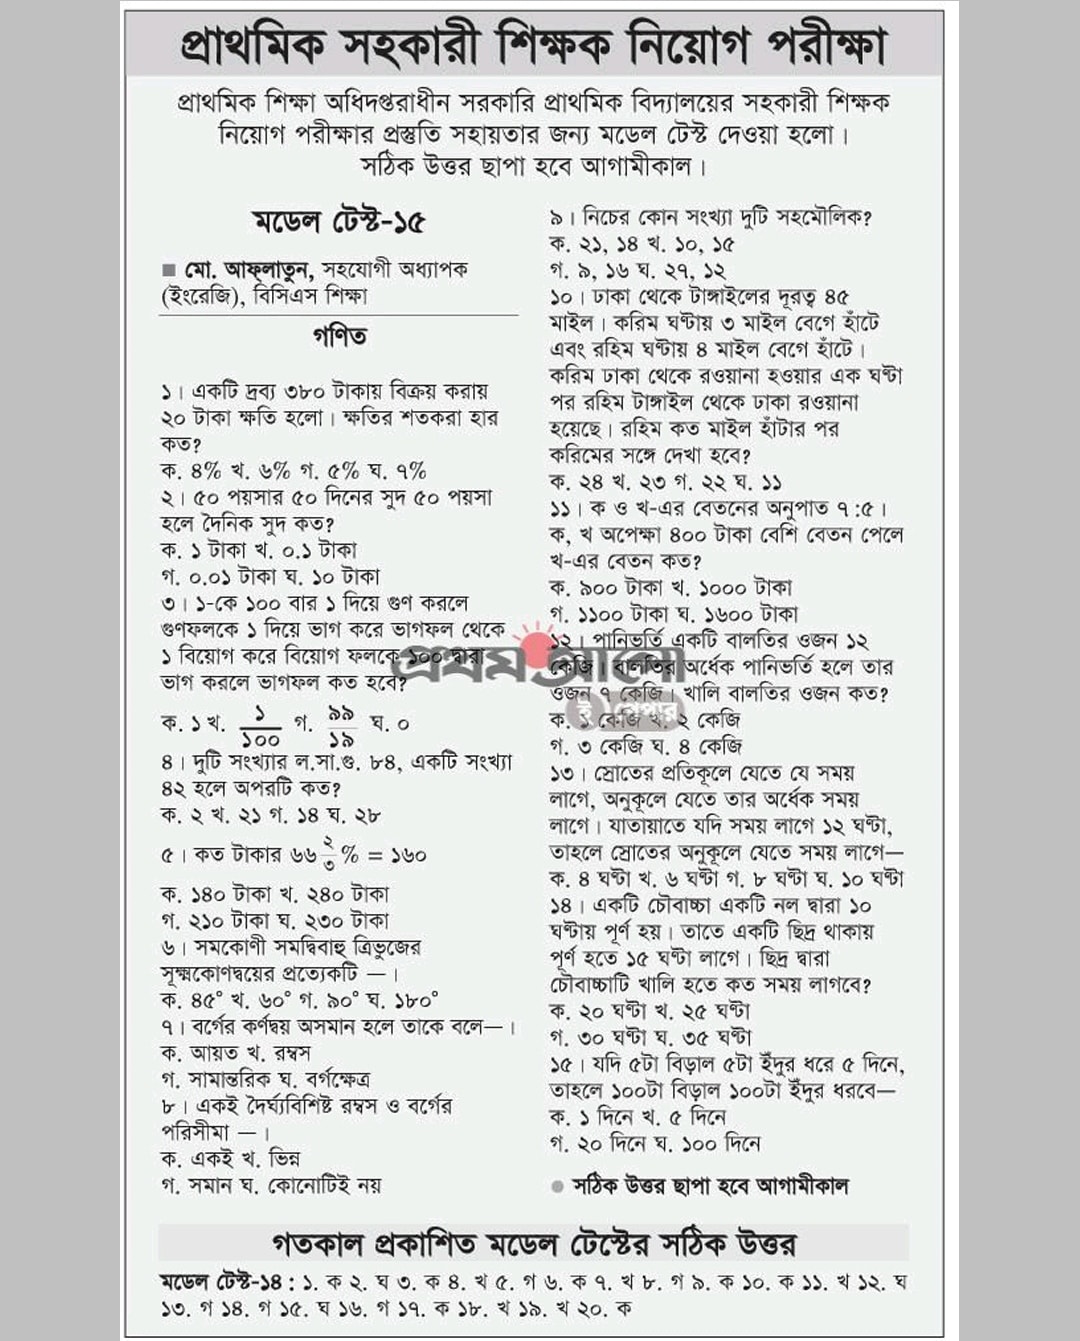 প্রাথমিক সহকারী শিক্ষক নিয়োগ পরীক্ষা
প্রাথমিক শিক্ষা অধিদপ্তরাধীন সরকারি প্রাথমিক বিদ্যালয়ের সহকারী শিক্ষক
নিয়োগ পরীক্ষার প্রস্তুতি সহায়তার জন্য মডেল টেস্ট দেওয়া হলো।
সঠিক উত্তর ছাপা হবে আগামীকাল।
মডেল টেস্ট-১৫
■ মো. আফ্‌লাতুন, সহযোগী অধ্যাপক
(ইংরেজি), বিসিএস শিক্ষা
গণিত
১। একটি দ্রব্য ৩৮০ টাকায় বিক্রয় করায়
২০ টাকা ক্ষতি হলো। ক্ষতির শতকরা হার
কত?
ক. ৪% খ. ৬% গ. ৫% ঘ. ৭%
২। ৫০ পয়সার ৫০ দিনের সুদ ৫০ পয়সা
হলে দৈনিক সুদ কত?
ক. ১ টাকা খ. ০.১ টাকা
গ. ০.০১ টাকা ঘ. ১০ টাকা
৩। ১-কে ১০০ বার ১ দিয়ে গুণ করলে
গুণফলকে ১ দিয়ে ভাগ করে ভাগফল থেকে
১ বিয়োগ করে বিয়োগ ফলকে ১০০ দ্বারা
ভাগ করলে ভাগফল কত হবে?
ক. ১ খ. ১/১০০ গ. ৯৯/১৯ ঘ. ০
৪। দুটি সংখ্যার ল.সা.গু. ৮৪, একটি সংখ্যা
৪২ হলে অপরটি কত?
ক. ২ খ. ২১ গ. ১৪ ঘ. ২৮
৫। কত টাকার ৬৬ ২/৩ % = ১৬০
ক. ১৪০ টাকা খ. ২৪০ টাকা
গ. ২১০ টাকা ঘ. ২৩০ টাকা
৬। সমকোণী সমদ্বিবাহু ত্রিভুজের
সূক্ষ্মকোণদ্বয়ের প্রত্যেকটি —।
ক. ৪৫° খ. ৬০° গ. ৯০° ঘ. ১৮০°
৭। বর্গের কর্ণদ্বয় অসমান হলে তাকে বলে—।
ক. আয়ত খ. রম্বস
গ. সামান্তরিক ঘ. বর্গক্ষেত্র
৮। একই দৈর্ঘ্যবিশিষ্ট রম্বস ও বর্গের
পরিসীমা —।
ক. একই খ. ভিন্ন
গ. সমান ঘ. কোনোটিই নয়
৯। নিচের কোন সংখ্যা দুটি সহমৌলিক?
ক. ২১, ১৪ খ. ১০, ১৫
গ. ৯, ১৬ ঘ. ২৭, ১২
১০। ঢাকা থেকে টাঙ্গাইলের দূরত্ব ৪৫
মাইল। করিম ঘণ্টায় ৩ মাইল বেগে হাঁটে
এবং রহিম ঘণ্টায় ৪ মাইল বেগে হাঁটে।
করিম ঢাকা থেকে রওয়ানা হওয়ার এক ঘণ্টা
পর রহিম টাঙ্গাইল থেকে ঢাকা রওয়ানা
হয়েছে। রহিম কত মাইল হাঁটার পর
করিমের সঙ্গে দেখা হবে?
ক. ২৪ খ. ২৩ গ. ২২ ঘ. ১১
১১। ক ও খ-এর বেতনের অনুপাত ৭ :৫।
ক, খ অপেক্ষা ৪০০ টাকা বেশি বেতন পেলে
খ-এর বেতন কত?
ক. ৯০০ টাকা খ. ১০০০ টাকা
গ. ১১০০ টাকা ঘ. ১৬০০ টাকা
১২। পানিভর্তি একটি বালতির ওজন ১২
কেজি। বালতির অর্ধেক পানিভর্তি হলে তার
ওজন ৭ কেজি। খালি বালতির ওজন কত?
ক. ১ কেজি খ. ২ কেজি
গ. ৩ কেজি ঘ. ৪ কেজি
১৩। স্রোতের প্রতিকূলে যেতে যে সময়
লাগে, অনুকূলে যেতে তার অর্ধেক সময়
লাগে। যাতায়াতে যদি সময় লাগে ১২ ঘণ্টা,
তাহলে স্রোতের অনুকূলে যেতে সময় লাগে—
ক. ৪ ঘণ্টা খ. ৬ ঘণ্টা গ. ৮ ঘণ্টা ঘ. ১০ ঘণ্টা
১৪। একটি চৌবাচ্চা একটি নল দ্বারা ১০
ঘণ্টায় পূর্ণ হয়। তাতে একটি ছিদ্র থাকায়
পূর্ণ হতে ১৫ ঘণ্টা লাগে। ছিদ্র দ্বারা
চৌবাচ্চাটি খালি হতে কত সময় লাগবে?
ক. ২০ ঘণ্টা খ. ২৫ ঘণ্টা
গ. ৩০ ঘণ্টা ঘ. ৩৫ ঘণ্টা
১৫। যদি ৫টা বিড়াল ৫টা ইঁদুর ধরে ৫ দিনে,
তাহলে ১০০টা বিড়াল ১০০টা ইঁদুর ধরবে—
ক. ১ দিনে খ. ৫ দিনে
গ. ২০ দিনে ঘ. ১০০ দিনে
● সঠিক উত্তর ছাপা হবে আগামীকাল
প্রথম আলো
ই পেপার
গতকাল প্রকাশিত মডেল টেস্টের সঠিক উত্তর
মডেল টেস্ট-১৪ : ১. ক ২. ঘ ৩. ক ৪. খ ৫. গ ৬. ক ৭. খ ৮. গ ৯. ক ১০. ক ১১. খ ১২. ঘ
১৩. গ ১৪. গ ১৫. ঘ ১৬. গ ১৭. ক ১৮. খ ১৯. খ ২০. ক